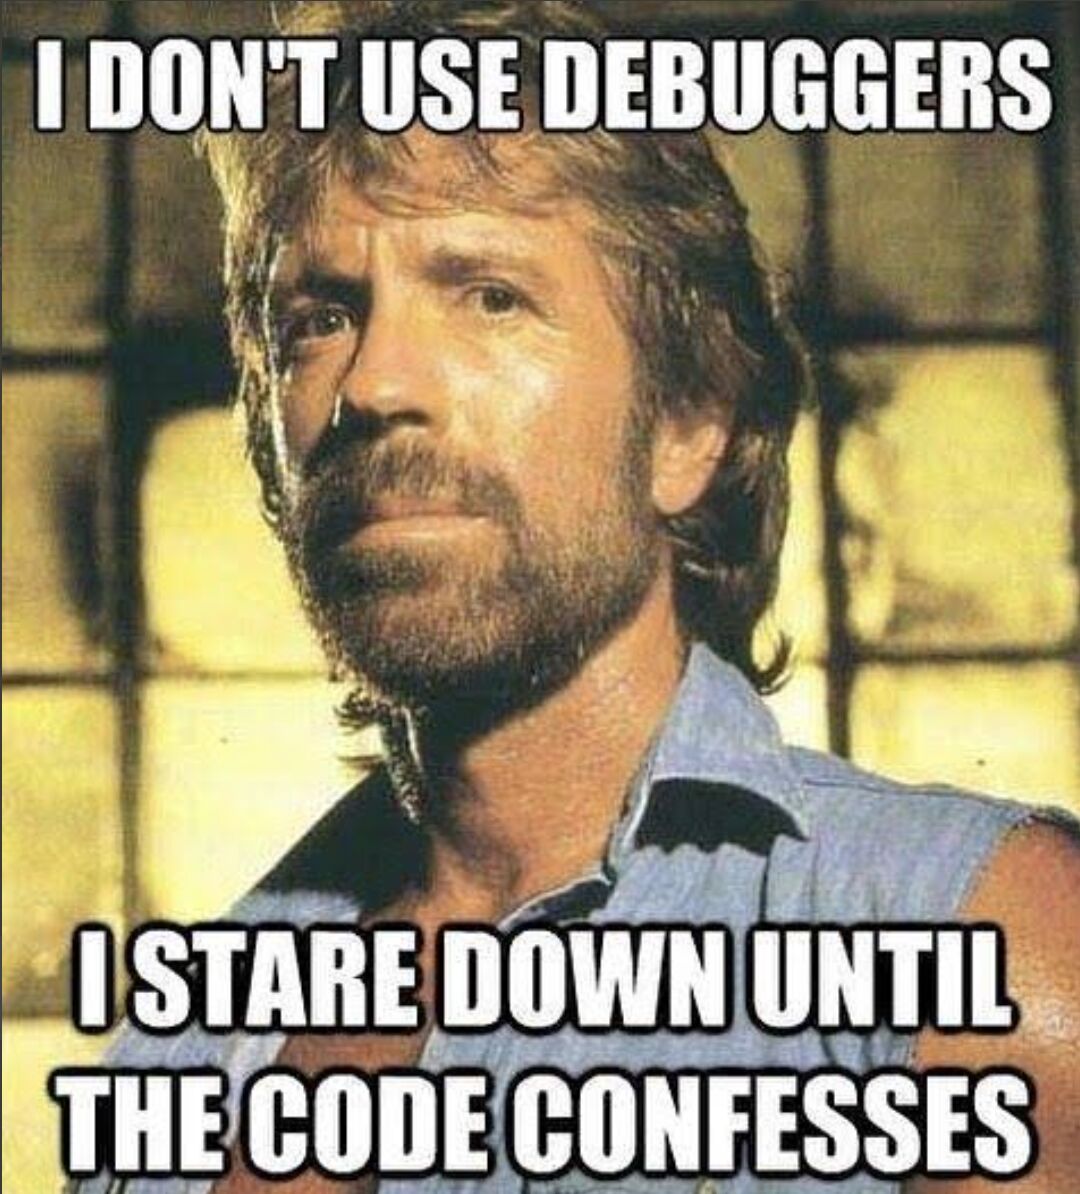 I DON'T USE DEBUGGERS
I STARE DOWN UNTIL
THE CODE CONFESSES